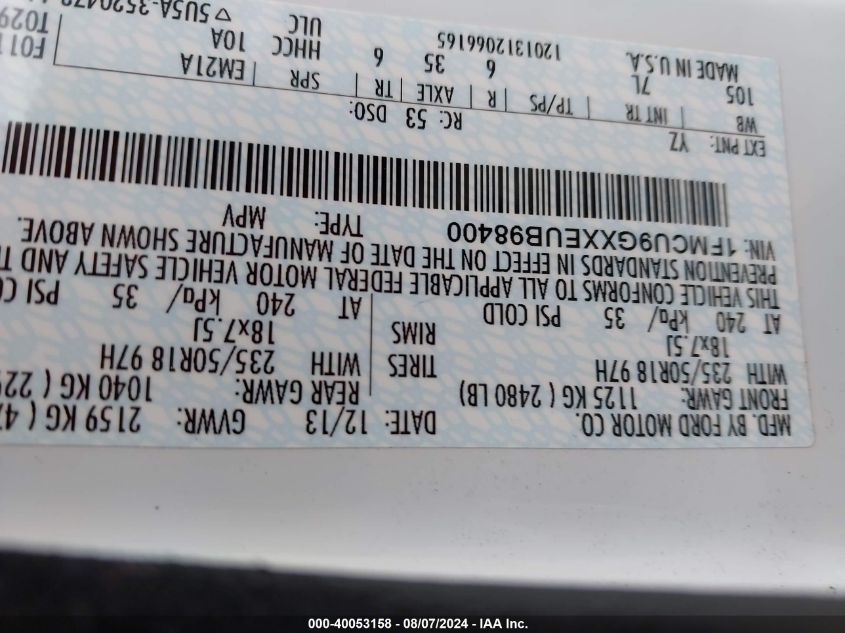 MFD. BY FORD MOTOR CO.
DATE: 12/13 GVWR: 2159 KG
FRONT GAWR: 1125 KG ( 2480 LB) REAR GAWR: 1040 KG ( 229
WITH 235/50R18 97H TIRES WITH 235/50R18 97H
18x7.5J RIMS 18x7.5J
AT 240 kPa/ 35 PSI COLD AT 240 kPa/ 35 PSI CO
THIS VEHICLE CONFORMS TO ALL APPLICABLE FEDERAL MOTOR VEHICLE SAFETY AND
PREVENTION STANDARDS IN EFFECT ON THE DATE OF MANUFACTURE SHOWN ABOVE.
VIN: 1FMCU9GXXEUB98400 TYPE: MPV
EXT PNT: YZ RC: 53 DSO:
WB | INT TR | TP/PS | R | AXLE | TR | SPR | EM21A
105 7L 6 35 6 HHCC 10A
MADE IN U.S.A. ULC
1201312066165
T029
000-40053158 - 08/07/2024 - IAA Inc.